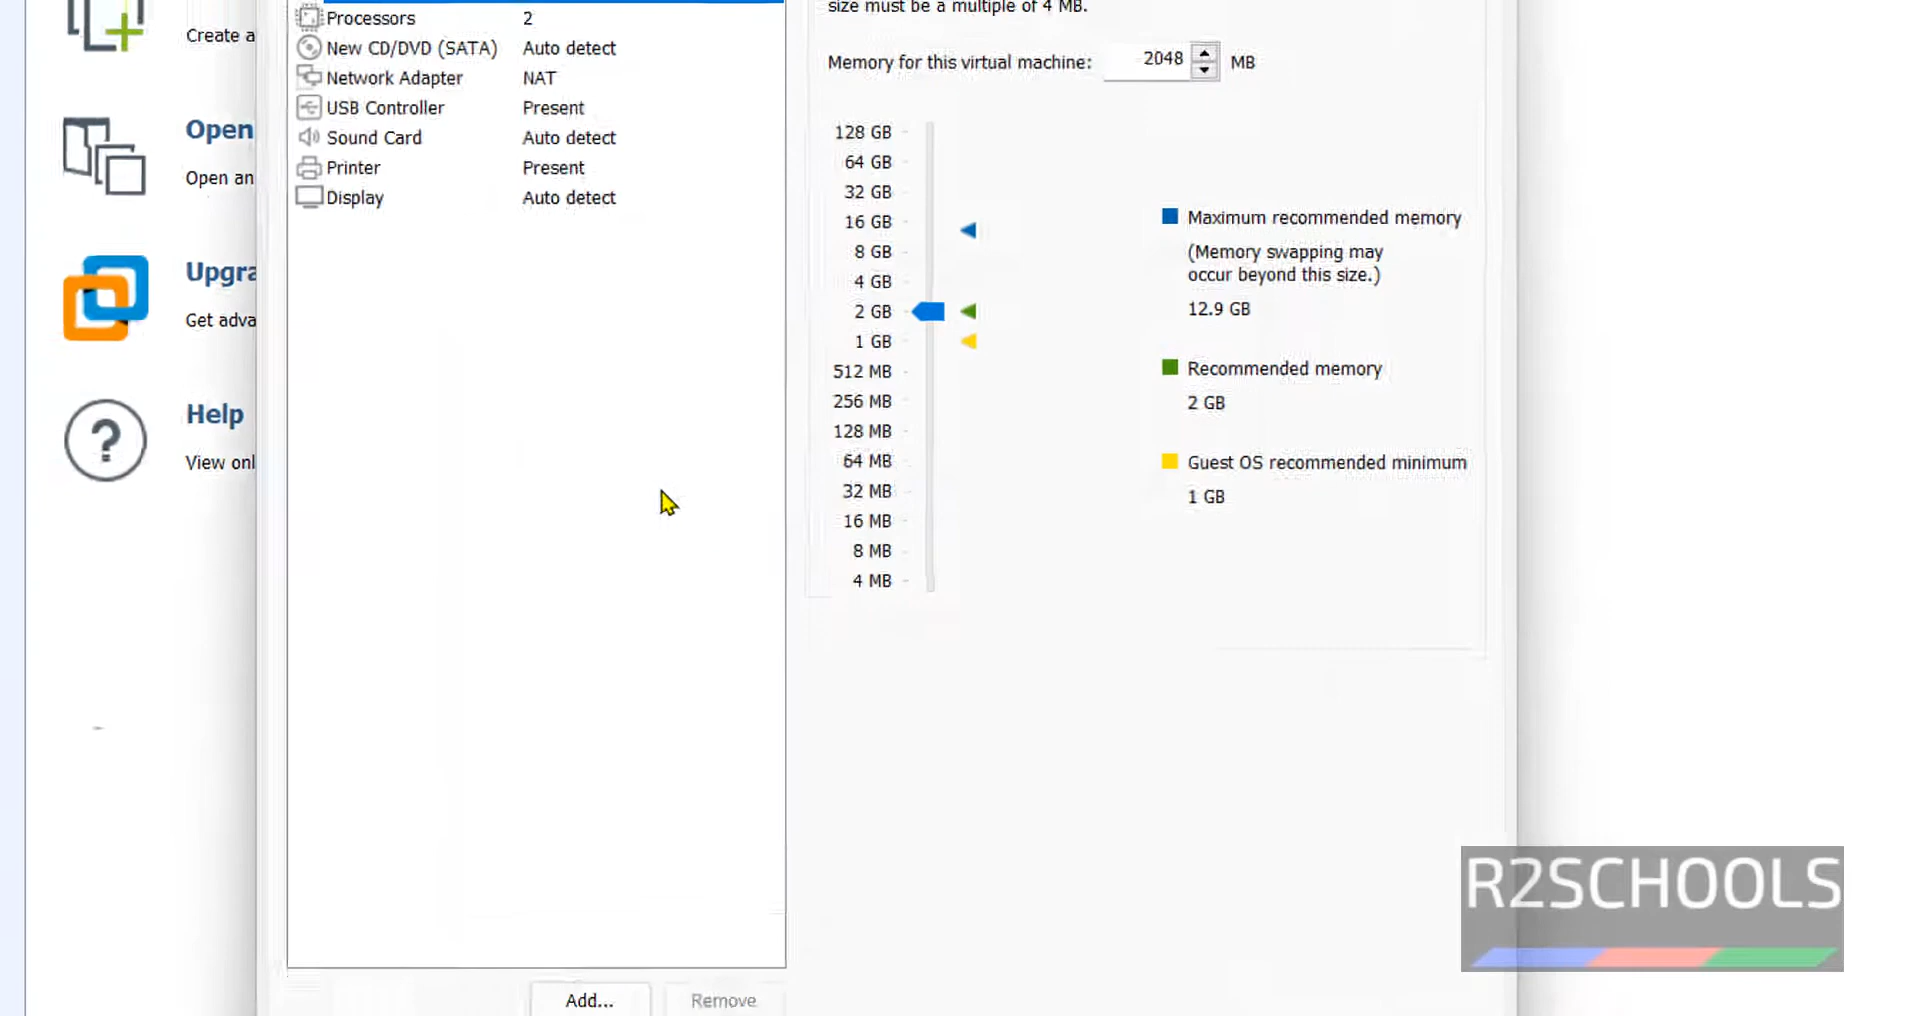 Create a
Open
Open an
Upgra
Get adva
Help
View onl
Processors 2
New CD/DVD (SATA) Auto detect
Network Adapter NAT
USB Controller Present
Sound Card Auto detect
Printer Present
Display Auto detect
Add...
Remove
size must be a multiple of 4 MB.
Memory for this virtual machine: 2048 MB
128 GB
64 GB
32 GB
16 GB
8 GB
4 GB
2 GB
1 GB
512 MB
256 MB
128 MB
64 MB
32 MB
16 MB
8 MB
4 MB
Maximum recommended memory
(Memory swapping may
occur beyond this size.)
12.9 GB
Recommended memory
2 GB
Guest OS recommended minimum
1 GB
R2SCHOOLS